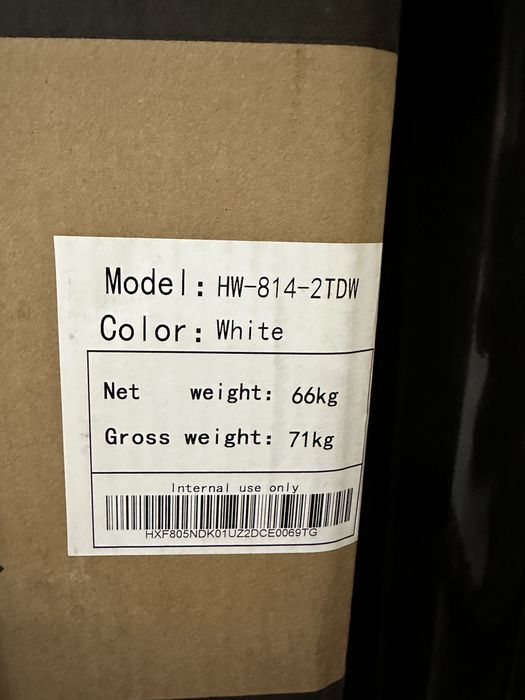 Model: HW-814-2TDW
Color: White
Net weight: 66kg
Gross weight: 71kg
Internal use only
HXF805NDK01UZ2DCE0069TG